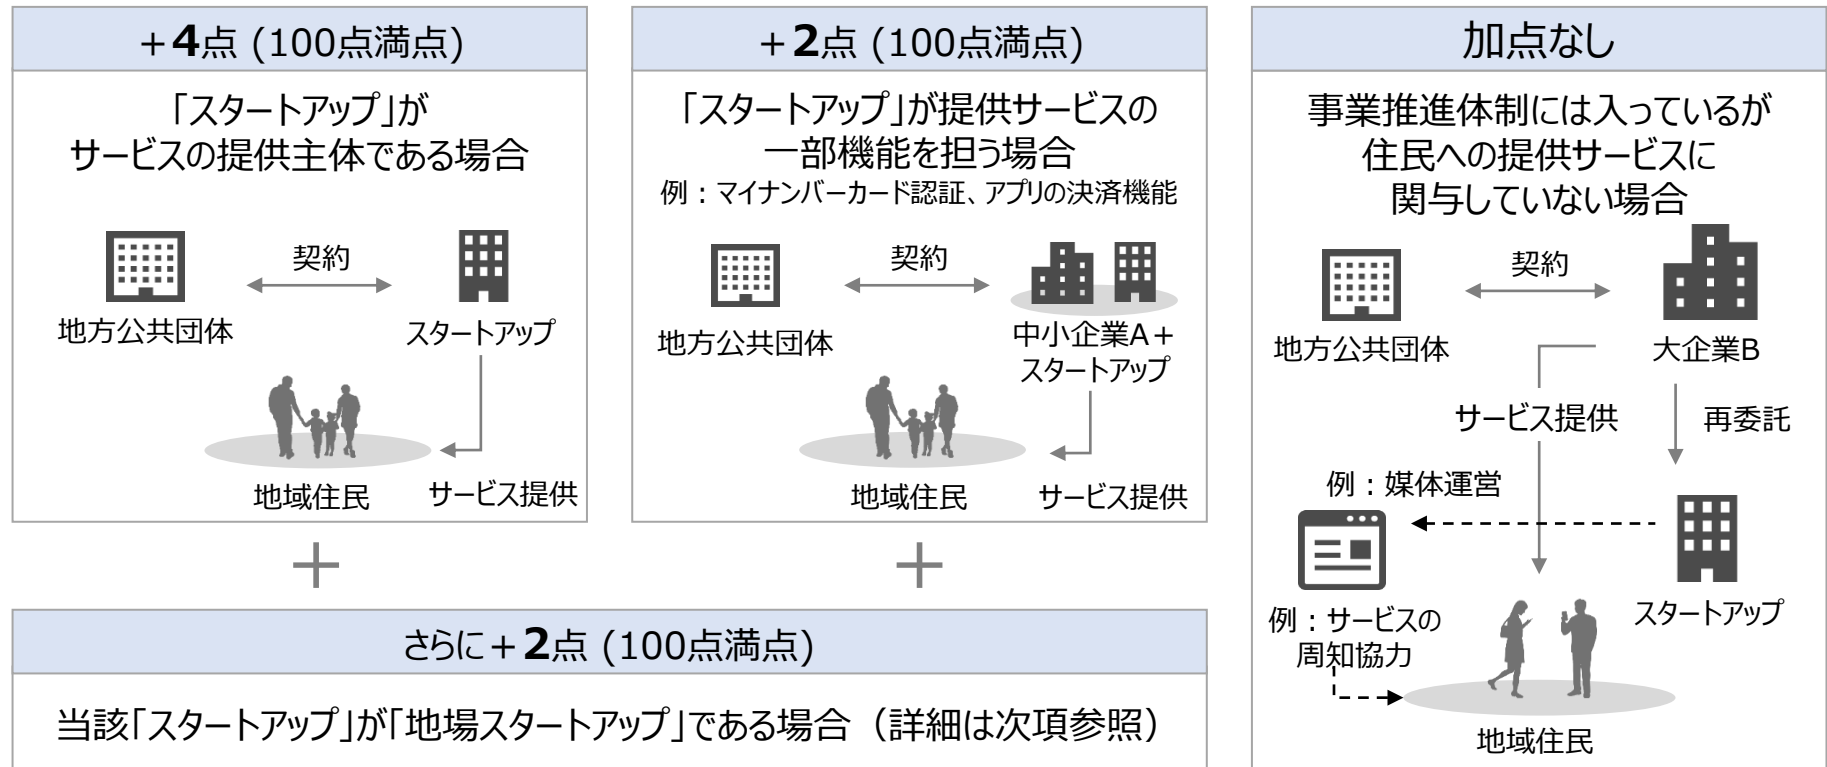 +4点 (100点満点)
「スタートアップ」が
サービスの提供主体である場合
契約
地方公共団体
スタートアップ
地域住民
サービス提供
+2点 (100点満点)
「スタートアップ」が提供サービスの
一部機能を担う場合
例：マイナンバーカード認証、アプリの決済機能
契約
地方公共団体
中小企業A＋
スタートアップ
地域住民
サービス提供
+
+
さらに+2点 (100点満点)
当該「スタートアップ」が「地場スタートアップ」である場合（詳細は次項参照）
加点なし
事業推進体制には入っているが
住民への提供サービスに
関与していない場合
契約
地方公共団体
大企業B
サービス提供
再委託
例：媒体運営
スタートアップ
例：サービスの
周知協力
地域住民